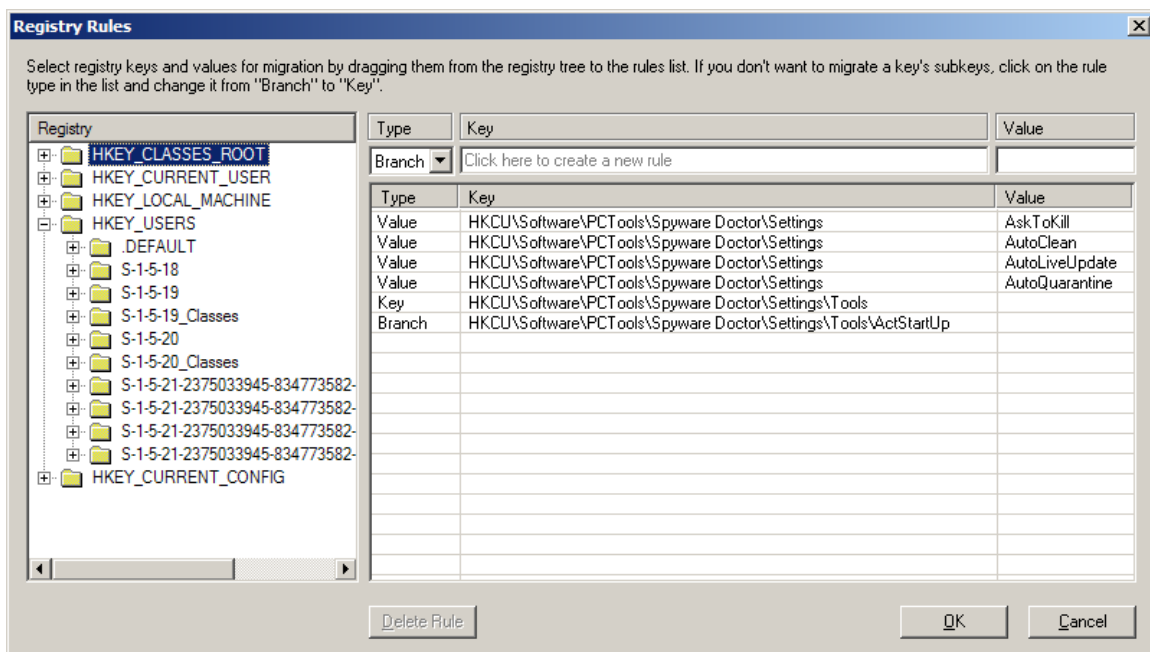 Registry Rules
Select registry keys and values for migration by dragging them from the registry tree to the rules list. If you don't want to migrate a key's subkeys, click on the rule
type in the list and change it from "Branch" to "Key".
Registry
HKEY_CLASSES_ROOT
HKEY_CURRENT_USER
HKEY_LOCAL_MACHINE
HKEY_USERS
.DEFAULT
S-1-5-18
S-1-5-19
S-1-5-19_Classes
S-1-5-20
S-1-5-20_Classes
S-1-5-21-2375033945-834773582-
S-1-5-21-2375033945-834773582-
S-1-5-21-2375033945-834773582-
S-1-5-21-2375033945-834773582-
HKEY_CURRENT_CONFIG
Type Key Value
Branch Click here to create a new rule
Type Key Value
Value HKCU\Software\PCTools\Spyware Doctor\Settings AskToKill
Value HKCU\Software\PCTools\Spyware Doctor\Settings AutoClean
Value HKCU\Software\PCTools\Spyware Doctor\Settings AutoLiveUpdate
Value HKCU\Software\PCTools\Spyware Doctor\Settings AutoQuarantine
Key HKCU\Software\PCTools\Spyware Doctor\Settings\Tools
Branch HKCU\Software\PCTools\Spyware Doctor\Settings\Tools\ActStartUp
Delete Rule OK Cancel